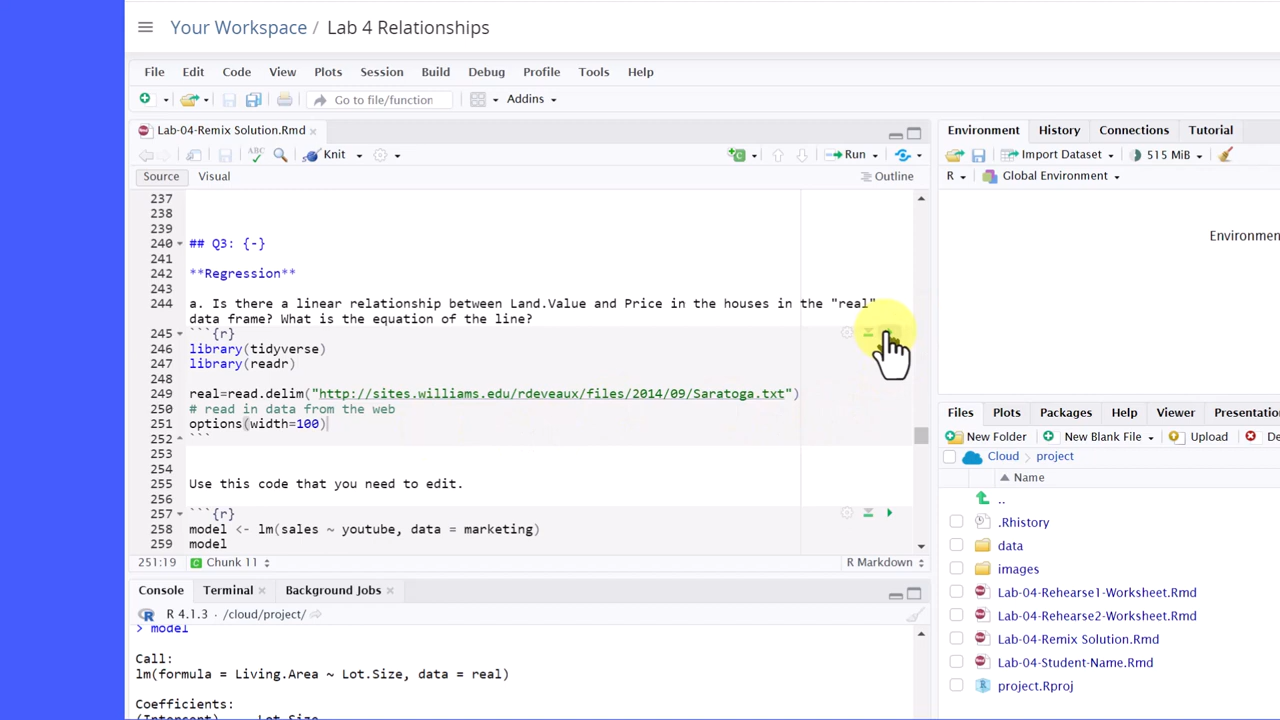 Your Workspace / Lab 4 Relationships
File Edit Code View Plots Session Build Debug Profile Tools Help
Go to file/function Addins
Lab-04-Remix Solution.Rmd
ABC Knit Run
Source Visual Outline
237
238
239
240 ## Q3: {-}
241
242 **Regression**
243
244 a. Is there a linear relationship between Land.Value and Price in the houses in the "real"
data frame? What is the equation of the line?
245 ```{r}
246 library(tidyverse)
247 library(readr)
248
249 real=read.delim("http://sites.williams.edu/rdeveaux/files/2014/09/Saratoga.txt")
250 # read in data from the web
251 options(width=100)
252 ```
253
254
255 Use this code that you need to edit.
256
257 ```{r}
258 model <- lm(sales ~ youtube, data = marketing)
259 model
251:19 Chunk 11 R Markdown
Console Terminal Background Jobs
R 4.1.3 · /cloud/project/
> model
Call:
lm(formula = Living.Area ~ Lot.Size, data = real)
Coefficients:
(Intercept) Lot.Size
Environment History Connections Tutorial
Import Dataset 515 MiB
R Global Environment
Environmen
Files Plots Packages Help Viewer Presentatio
New Folder New Blank File Upload De
Cloud project
Name
..
.Rhistory
data
images
Lab-04-Rehearse1-Worksheet.Rmd
Lab-04-Rehearse2-Worksheet.Rmd
Lab-04-Remix Solution.Rmd
Lab-04-Student-Name.Rmd
project.Rproj